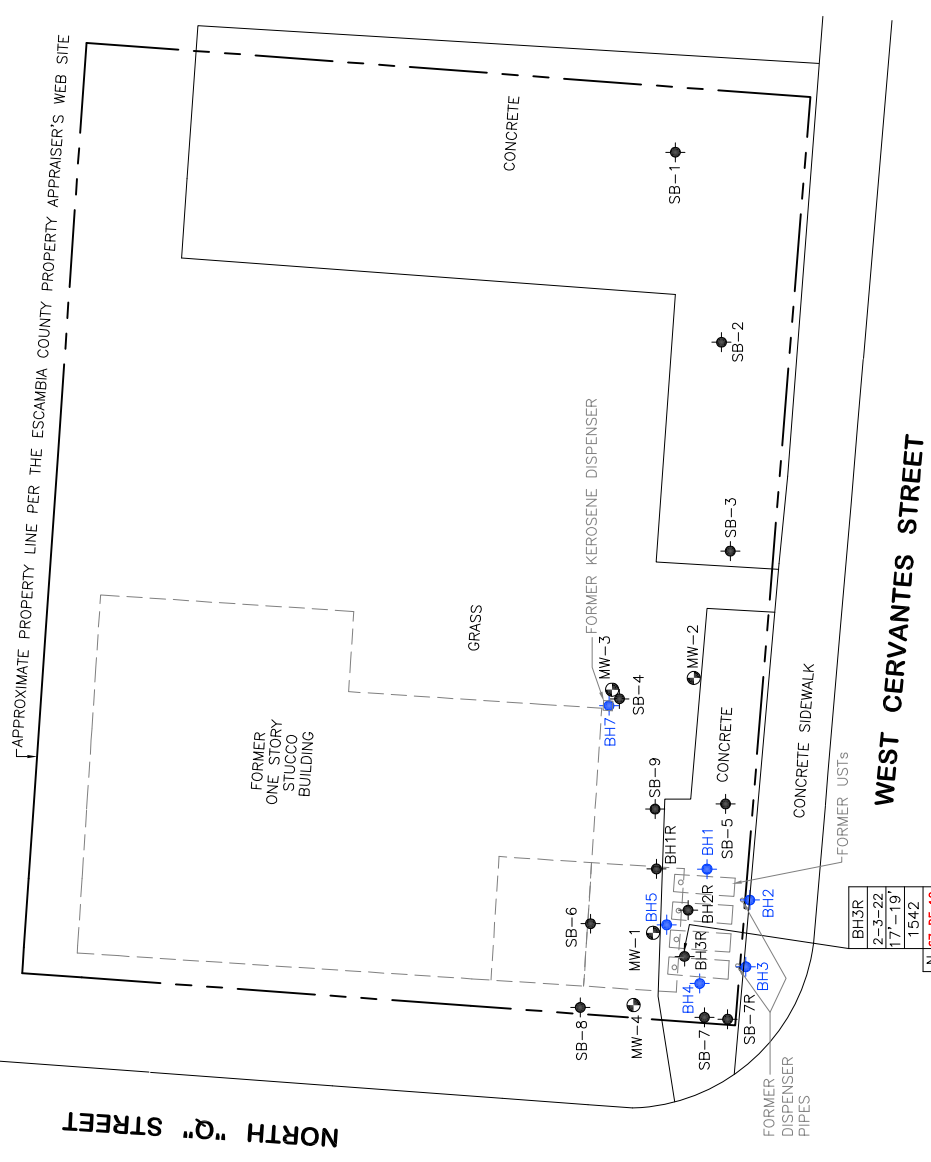 APPROXIMATE PROPERTY LINE PER THE ESCAMBIA COUNTY PROPERTY APPRAISER'S WEB SITE
CONCRETE
SB-1
SB-2
SB-3
FORMER KEROSENE DISPENSER
GRASS
MW-3
SB-4
BH7
MW-2
FORMER
ONE STORY
STUCCO
BUILDING
SB-9
CONCRETE
SB-5
CONCRETE SIDEWALK
WEST CERVANTES STREET
FORMER USTs
BH1R
BH1
BH2R
BH2
BH5
SB-6
MW-1
BH3R
BH3
BH4
SB-8
MW-4
SB-7
SB-7R
FORMER
DISPENSER
PIPES
BH3R
2-3-22
17'-19'
1542
NORTH "Q" STREET